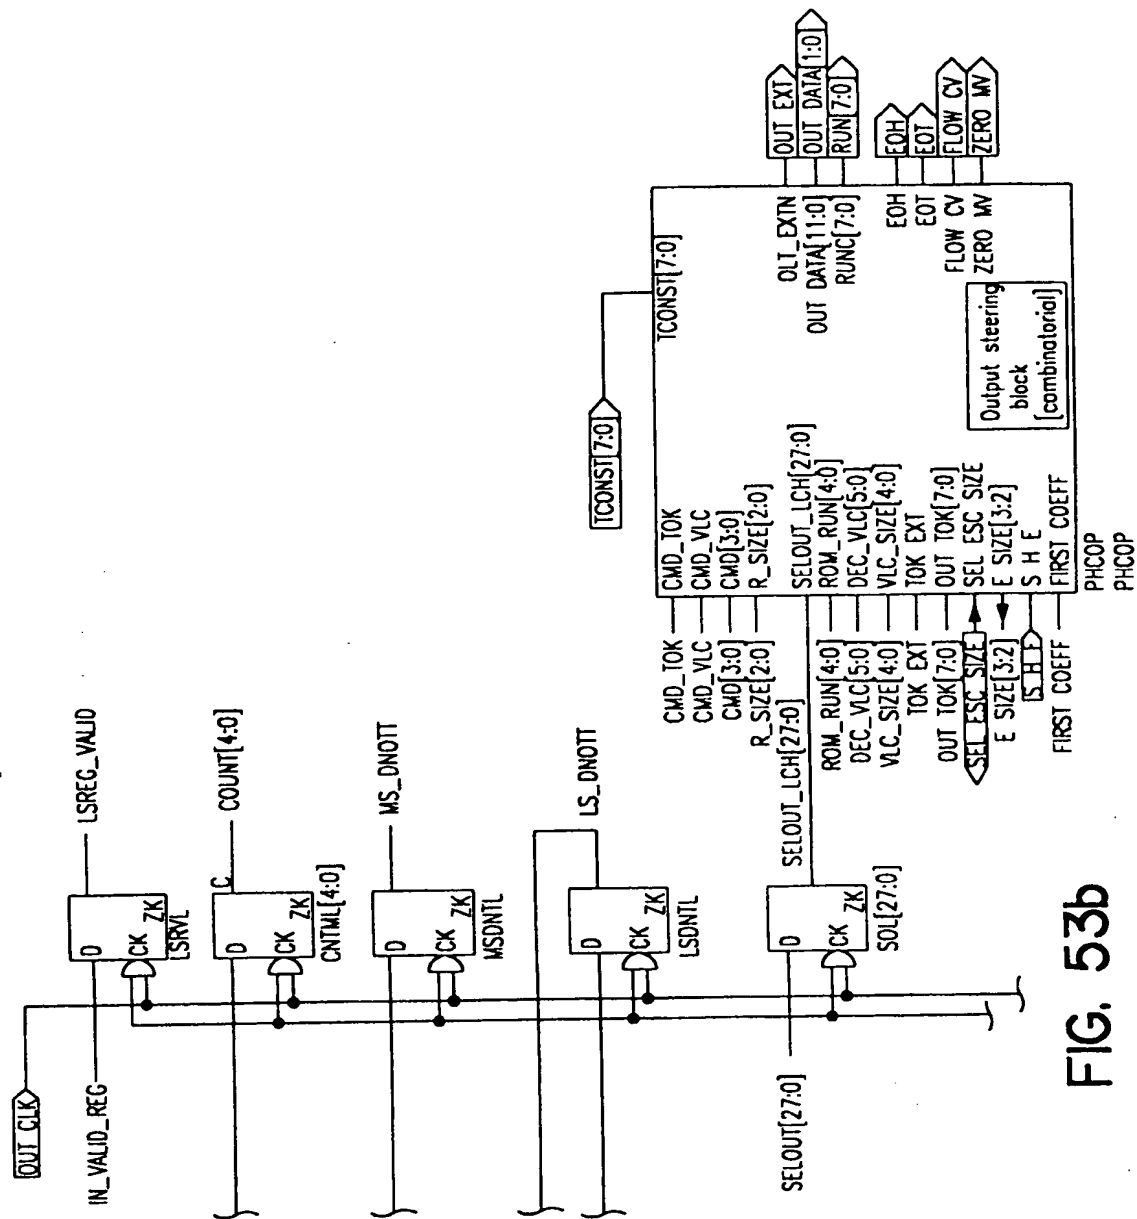 OUT CLK
IN_VALID_REG
D
CK
ZK
LSRVL
LSREG_VALID
D
C
CK
ZK
CNTML[4:0]
COUNT[4:0]
D
CK
ZK
MSDNTL
MS_DNOTT
D
CK
ZK
LSDNTL
LS_DNOTT
SELOUT[27:0]
D
CK
SOL[27:0]
SELOUT_LCH[27:0]
TCONST[7:0]
TCONST[7:0]
CMD_TOK
CMD_VLC
CMD[3:0]
R_SIZE[2:0]
ROM_RUN[4:0]
DEC_VLC[5:0]
VLC_SIZE[4:0]
TOK EXT
OUT TOK[7:0]
SEL ESC SIZE
E SIZE[3:2]
S H E
FIRST COEFF
CMD_TOK
CMD_VLC
CMD[3:0]
R_SIZE[2:0]
SELOUT_LCH[27:0]
ROM_RUN[4:0]
DEC_VLC[5:0]
VLC_SIZE[4:0]
TOK EXT
OUT TOK[7:0]
SEL ESC SIZE
E SIZE[3:2]
S H E
FIRST COEFF
PHCOP
PHCOP
Output steering
block
[combinatorial]
OLT_EXTN
OUT DATA[11:0]
RUNC[7:0]
EOH
EOT
FLOW CV
ZERO MV
OUT EXT
OUT DATA[1:0]
RUN[7:0]
EOH
EOT
FLOW CV
ZERO MV
FIG. 53b